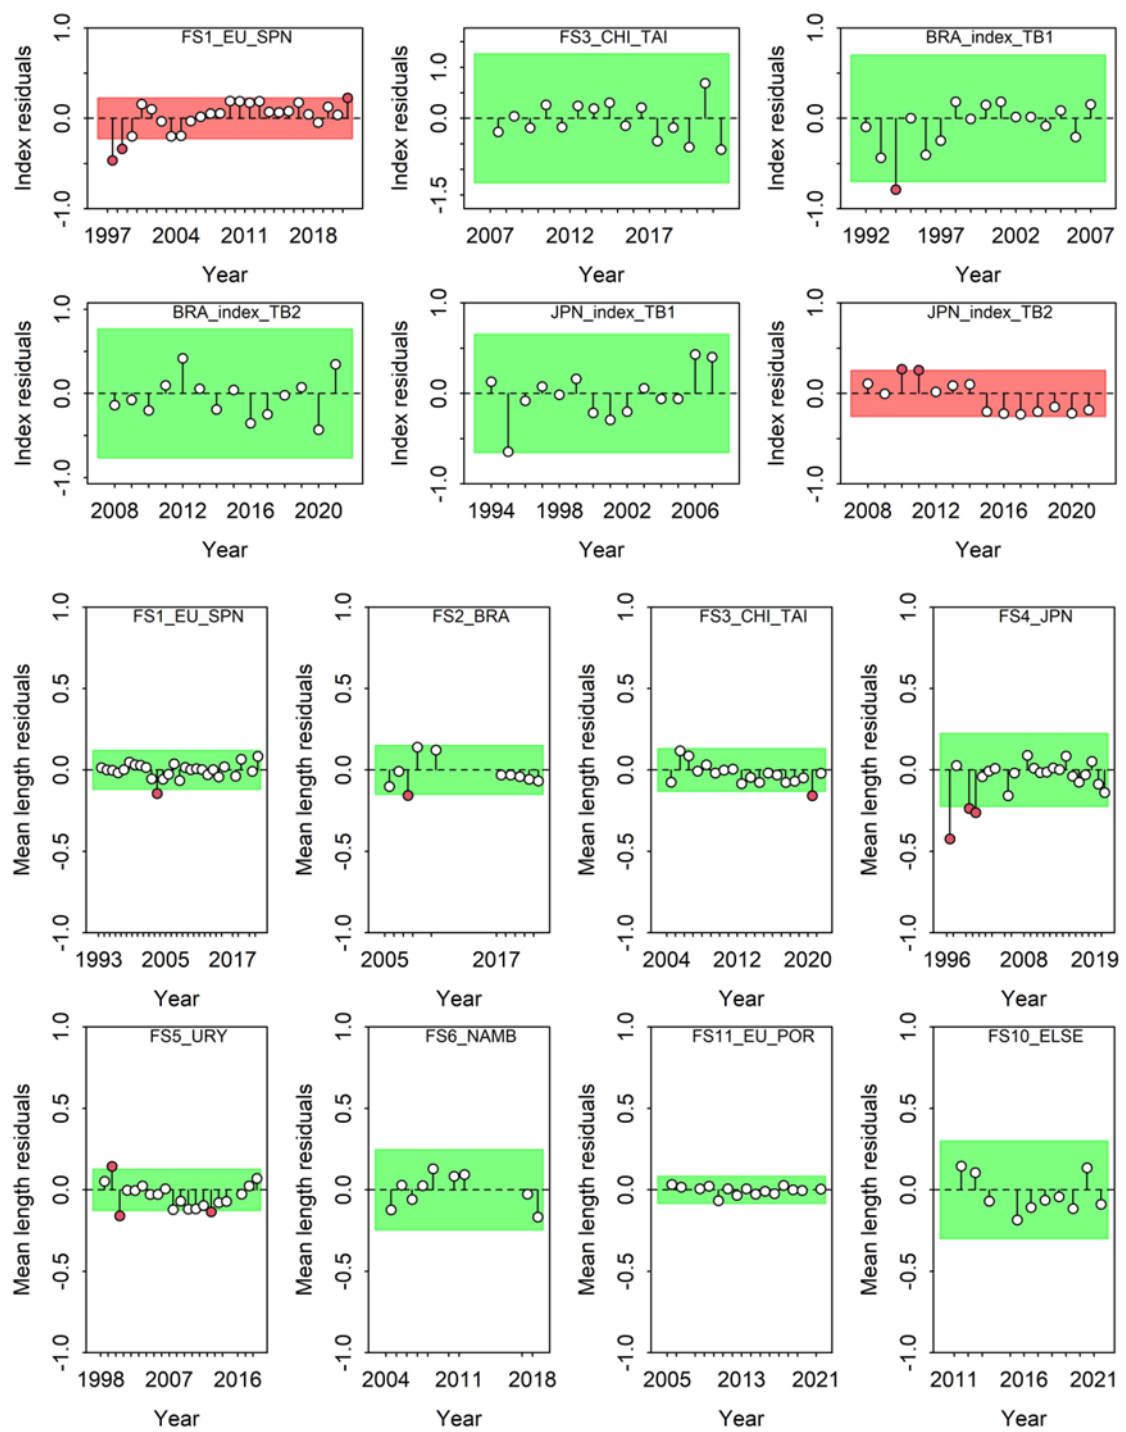 FS1_EU_SPN
FS3_CHI_TAI
BRA_index_TB1
Index residuals
1.0
0.0
-1.0
Index residuals
1.0
0.0
-1.5
Index residuals
1.0
0.0
-1.0
1997 2004 2011 2018
2007 2012 2017
1992 1997 2002 2007
Year
Year
Year
BRA_index_TB2
JPN_index_TB1
JPN_index_TB2
Index residuals
1.0
0.0
-1.0
Index residuals
1.0
0.0
-1.0
Index residuals
1.0
0.0
-1.0
2008 2012 2016 2020
1994 1998 2002 2006
2008 2012 2016 2020
Year
Year
Year
FS1_EU_SPN
FS2_BRA
FS3_CHI_TAI
FS4_JPN
Mean length residuals
1.0
0.5
0.0
-0.5
-1.0
Mean length residuals
1.0
0.5
0.0
-0.5
-1.0
Mean length residuals
1.0
0.5
0.0
-0.5
-1.0
Mean length residuals
1.0
0.5
0.0
-0.5
-1.0
1993 2005 2017
2005 2017
2004 2012 2020
1996 2008 2019
Year
Year
Year
Year
FS5_URY
FS6_NAMB
FS11_EU_POR
FS10_ELSE
Mean length residuals
1.0
0.5
0.0
-0.5
-1.0
Mean length residuals
1.0
0.5
0.0
-0.5
-1.0
Mean length residuals
1.0
0.5
0.0
-0.5
-1.0
Mean length residuals
1.0
0.5
0.0
-0.5
-1.0
1998 2007 2016
2004 2011 2018
2005 2013 2021
2011 2016 2021
Year
Year
Year
Year